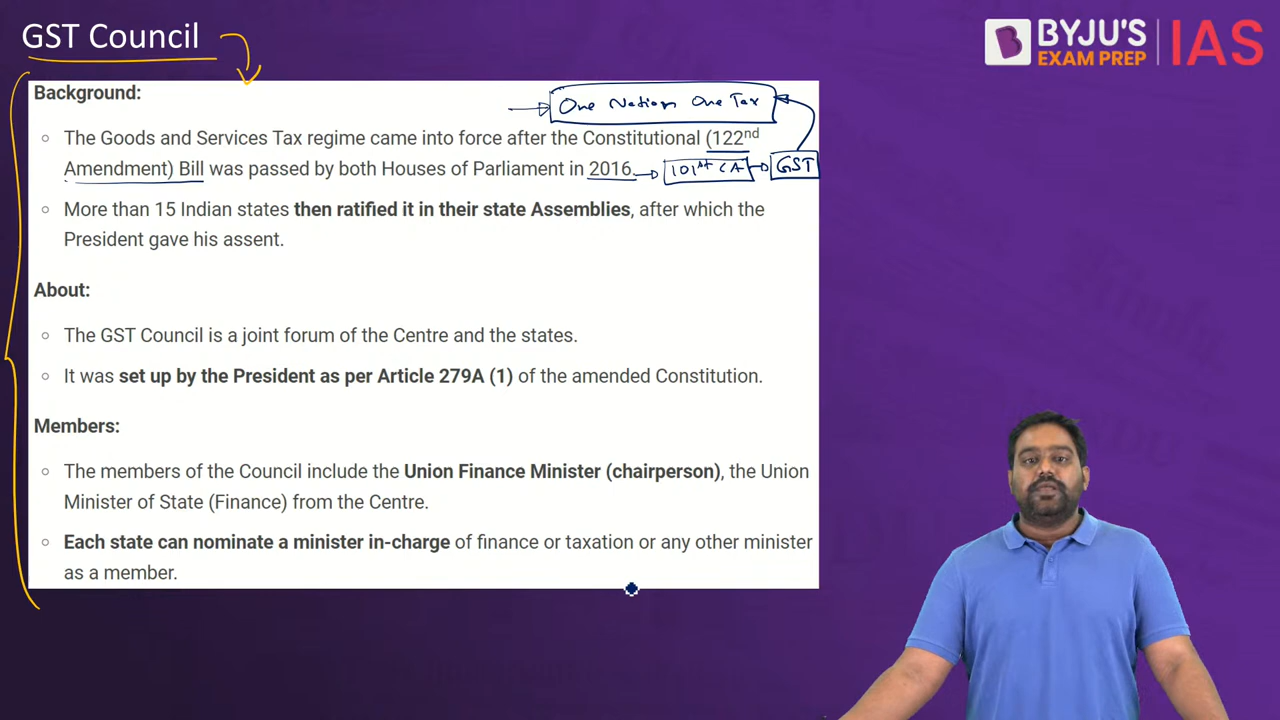 GST Council
BYJU'S
EXAM PREP
IAS
Background:
One Nation One Tax
The Goods and Services Tax regime came into force after the Constitutional (122nd
Amendment) Bill was passed by both Houses of Parliament in 2016.
101st CA
GST
More than 15 Indian states then ratified it in their state Assemblies, after which the
President gave his assent.
About:
The GST Council is a joint forum of the Centre and the states.
It was set up by the President as per Article 279A (1) of the amended Constitution.
Members:
The members of the Council include the Union Finance Minister (chairperson), the Union
Minister of State (Finance) from the Centre.
Each state can nominate a minister in-charge of finance or taxation or any other minister
as a member.